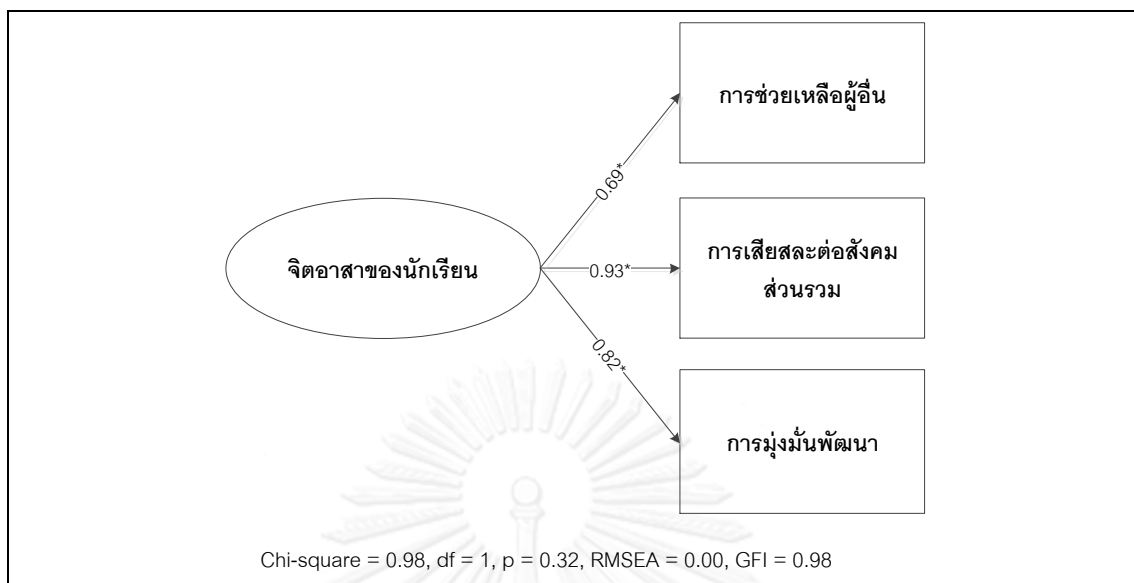 การช่วยเหลือผู้อื่น
0.69*
จิตอาสาของนักเรียน
0.93*
การเสียสละต่อสังคม
ส่วนรวม
0.82*
การมุ่งมั่นพัฒนา
Chi-square = 0.98, df = 1, p = 0.32, RMSEA = 0.00, GFI = 0.98